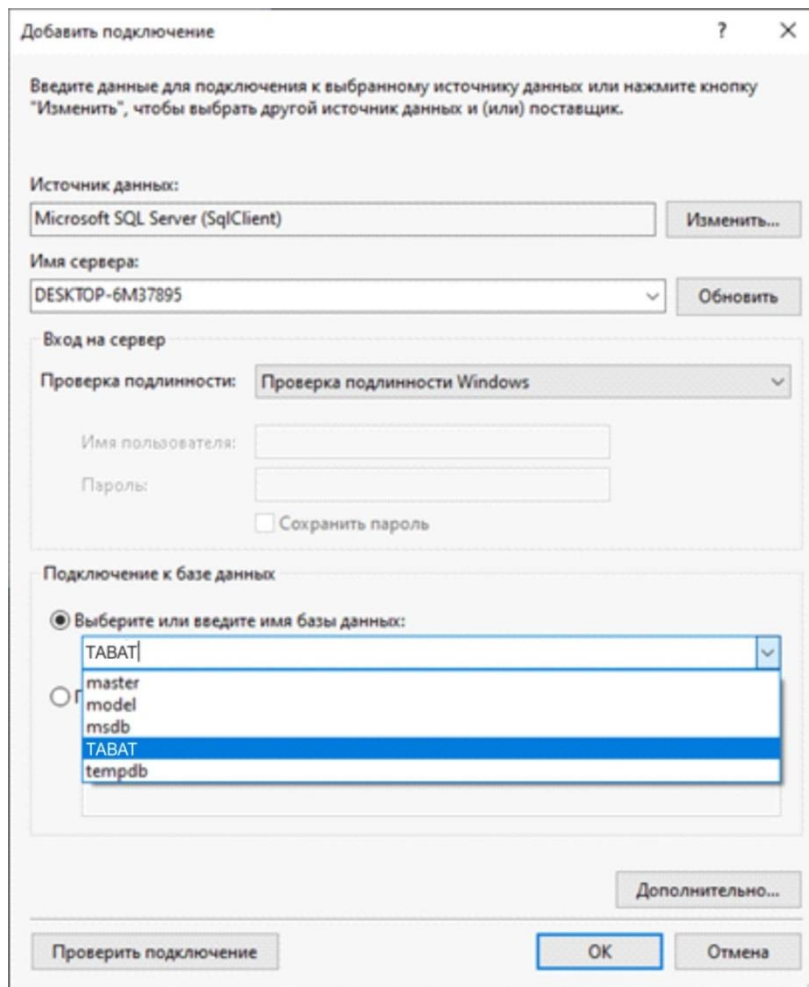 Добавить подключение ? ×
Введите данные для подключения к выбранному источнику данных или нажмите кнопку
"Изменить", чтобы выбрать другой источник данных и (или) поставщик.
Источник данных:
Microsoft SQL Server (SqlClient) Изменить...
Имя сервера:
DESKTOP-6M37895 Обновить
Вход на сервер
Проверка подлинности: Проверка подлинности Windows
Имя пользователя:
Пароль:
Сохранить пароль
Подключение к базе данных
Выберите или введите имя базы данных:
TABAT
master
model
msdb
TABAT
tempdb
Дополнительно...
Проверить подключение ОК Отмена